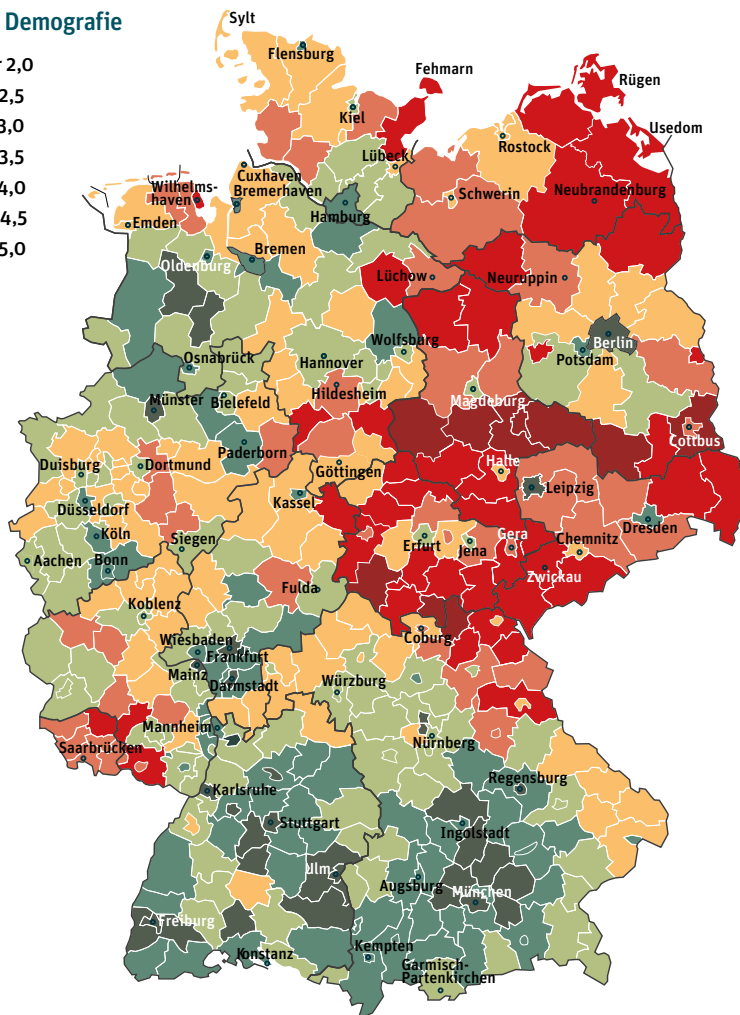 Demografie
2,0
2,5
3,0
3,5
4,0
4,5
5,0
Sylt
Flensburg
Fehmarn
Rügen
Kiel
Usedom
Rostock
Lübeck
Cuxhaven
Wilhelms-
haven
Bremerhaven
Schwerin
Neubrandenburg
Hamburg
Emden
Bremen
Oldenburg
Lüchow
Neuruppin
Wolfsburg
Berlin
Osnabrück
Hannover
Potsdam
Hildesheim
Münster
Bielefeld
Magdeburg
Cottbus
Paderborn
Duisburg
Dortmund
Göttingen
Halle
Kassel
Leipzig
Düsseldorf
Dresden
Köln
Siegen
Erfurt
Jena
Gera
Chemnitz
Aachen
Bonn
Zwickau
Fulda
Koblenz
Coburg
Wiesbaden
Frankfurt
Mainz
Darmstadt
Würzburg
Mannheim
Nürnberg
Saarbrücken
Regensburg
Karlsruhe
Stuttgart
Ingolstadt
Ulm
Augsburg
München
Freiburg
Kempten
Konstanz
Garmisch-
Partenkirchen